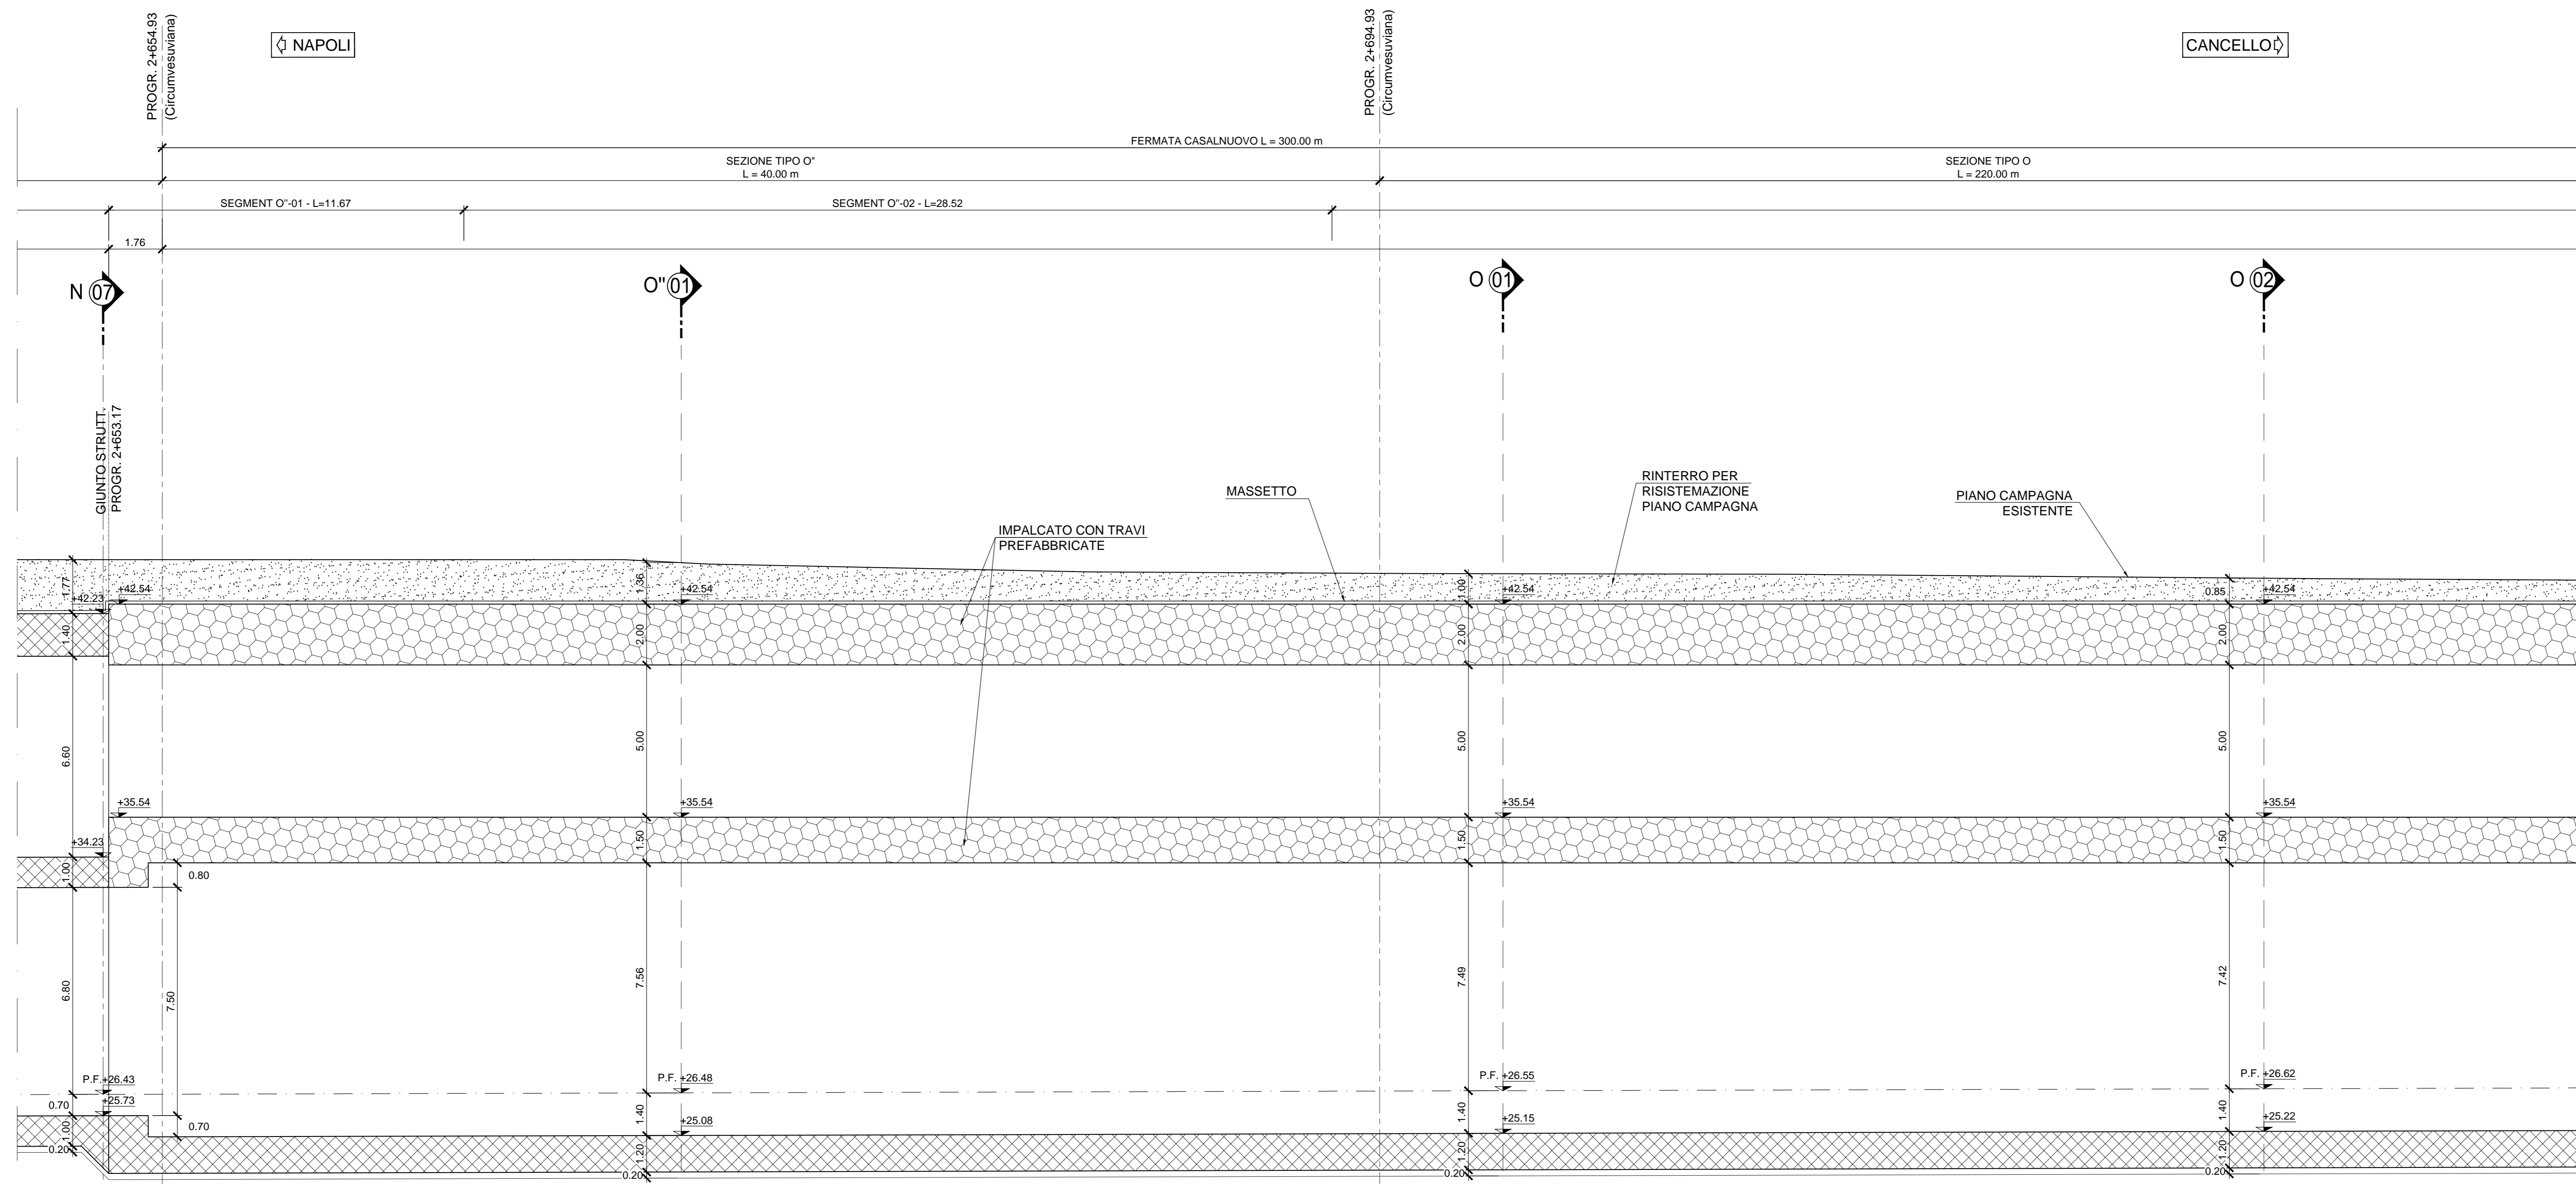 PROGR. 2+654.93
(Circumvesuviana)
NAPOLI
PROGR. 2+694.93
(Circumvesuviana)
CANCELLO
FERMATA CASALNUOVO L = 300.00 m
SEZIONE TIPO O"
L = 40.00 m
SEZIONE TIPO O
L = 220.00 m
SEGMENT O"-01 - L=11.67
SEGMENT O"-02 - L=28.52
1.76
N 07
O" 01
O 01
O 02
GIUNTO STRUTT.
PROGR. 2+653.17
MASSETTO
RINTERRO PER
RISISTEMAZIONE
PIANO CAMPAGNA
PIANO CAMPAGNA
ESISTENTE
IMPALCATO CON TRAVI
PREFABBRICATE
1.77
1.36
1.00
0.85
+42.23
+42.54
+42.54
+42.54
+42.54
1.40
2.00
2.00
2.00
6.60
5.00
5.00
5.00
+35.54
+35.54
+35.54
+35.54
+34.23
1.00
0.80
1.50
1.50
1.50
6.80
7.50
7.56
7.49
7.42
P.F.+26.43
P.F. +26.48
P.F. +26.55
P.F. +26.62
0.70
+25.73
1.40
+25.08
1.40
+25.15
1.40
+25.22
1.00
0.70
1.20
1.20
1.20
0.20
0.20
0.20
0.20